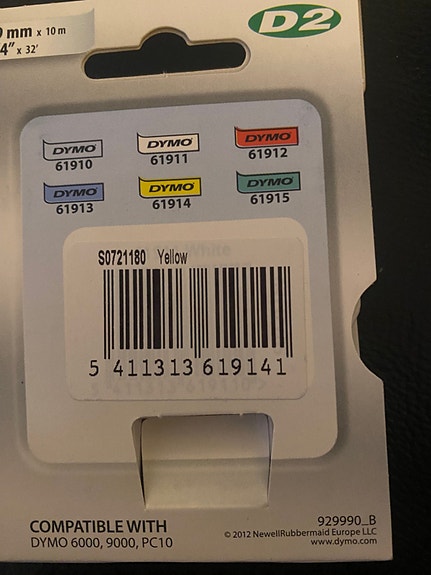 mm x 10 m
4" x 32'
D2
DYMO DYMO DYMO
61910 61911 61912
DYMO DYMO DYMO
61913 61914 61915
White
S0721180 Yellow
5 411313 619141
COMPATIBLE WITH
DYMO 6000, 9000, PC10
929990_B
© 2012 NewellRubbermaid Europe LLC
www.dymo.com